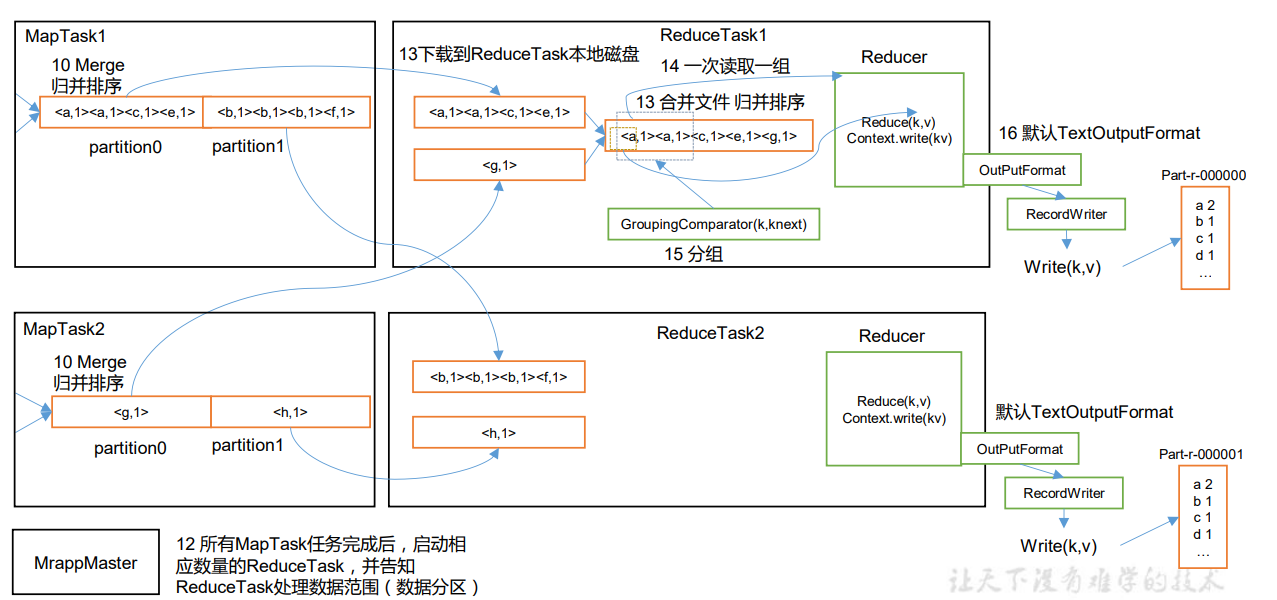 MapTask1
10 Merge
归并排序
<a,1><a,1><c,1><e,1>
<b,1><b,1><b,1><f,1>
partition0
partition1
ReduceTask1
13下载到ReduceTask本地磁盘
14 一次读取一组
Reducer
<a,1><a,1><c,1><e,1>
13 合并文件 归并排序
<a,1><a,1><c,1><e,1><g,1>
<g,1>
Reduce(k,v)
Context.write(kv)
GroupingComparator(k,knext)
15 分组
16 默认TextOutputFormat
OutPutFormat
RecordWriter
Write(k,v)
Part-r-000000
a 2
b 1
c 1
d 1
…
MapTask2
10 Merge
归并排序
<g,1>
<h,1>
partition0
partition1
ReduceTask2
Reducer
<b,1><b,1><b,1><f,1>
<h,1>
Reduce(k,v)
Context.write(kv)
默认TextOutputFormat
OutPutFormat
RecordWriter
Write(k,v)
Part-r-000001
a 2
b 1
c 1
d 1
…
MrappMaster
12 所有MapTask任务完成后，启动相
应数量的ReduceTask，并告知
ReduceTask处理数据范围（数据分区）
让天下没有难学的技术